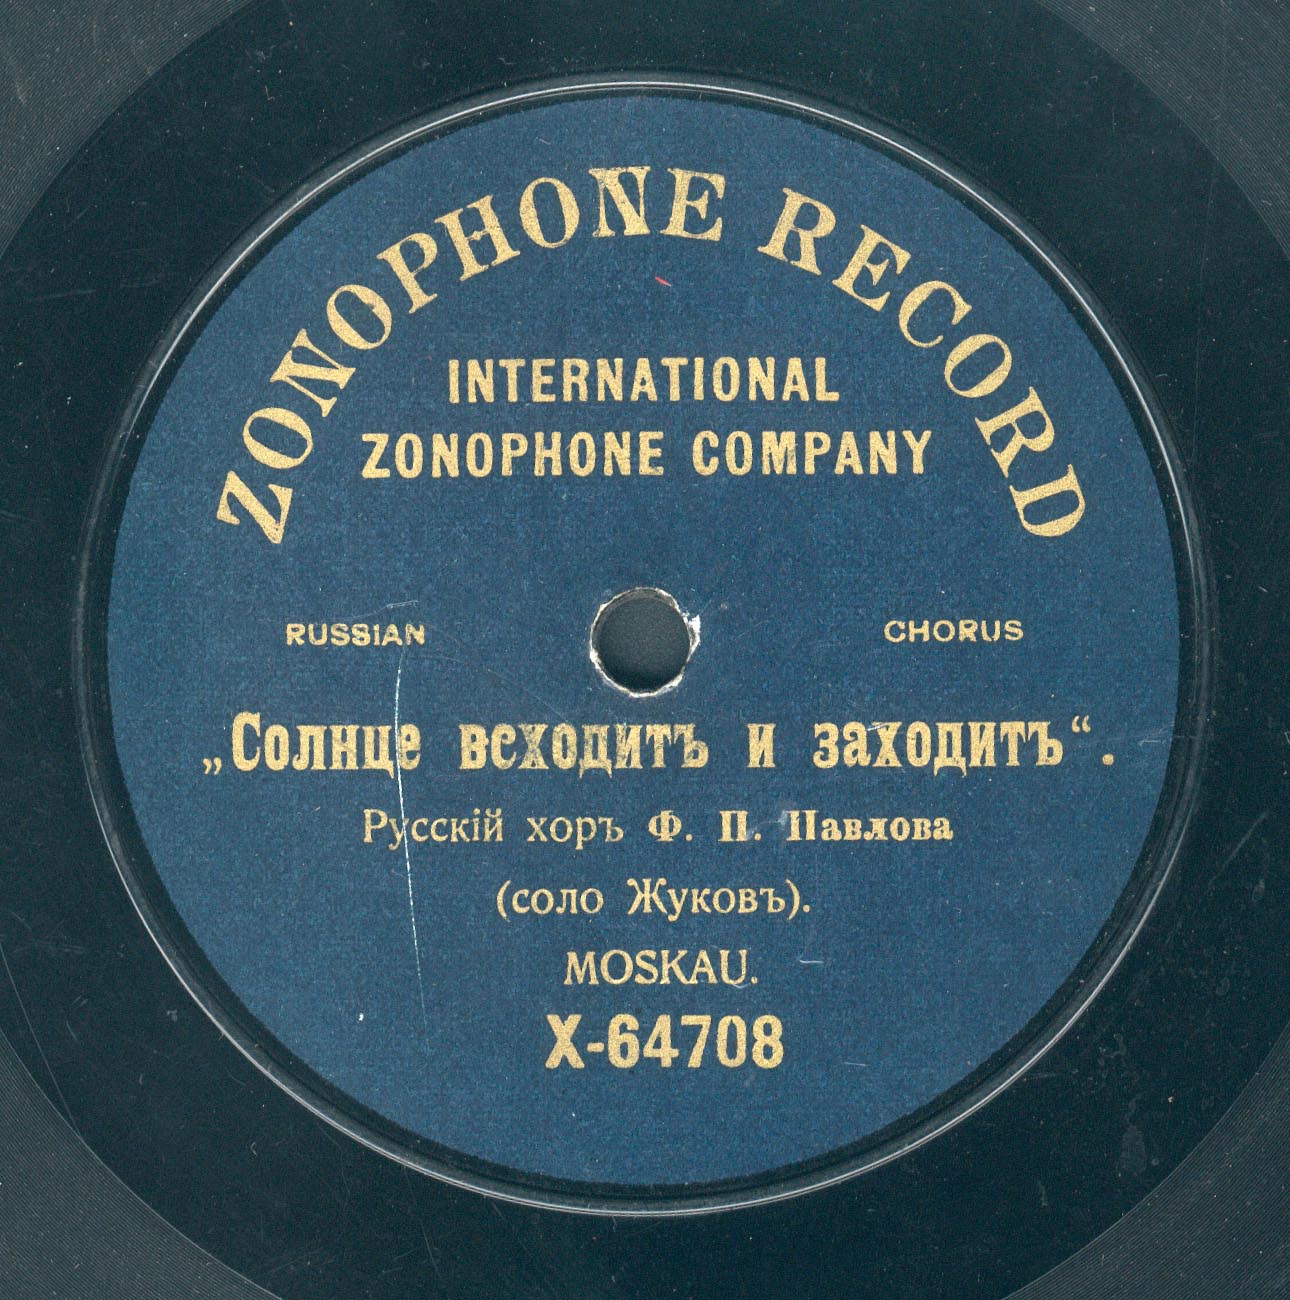 ZONOPHONE RECORD
INTERNATIONAL
ZONOPHONE COMPANY
RUSSIAN CHORUS
„Солнце всходитъ и заходитъ“.
Русскій хоръ Ф. П. Павлова
(соло Жуковъ).
MOSKAU.
X-64708